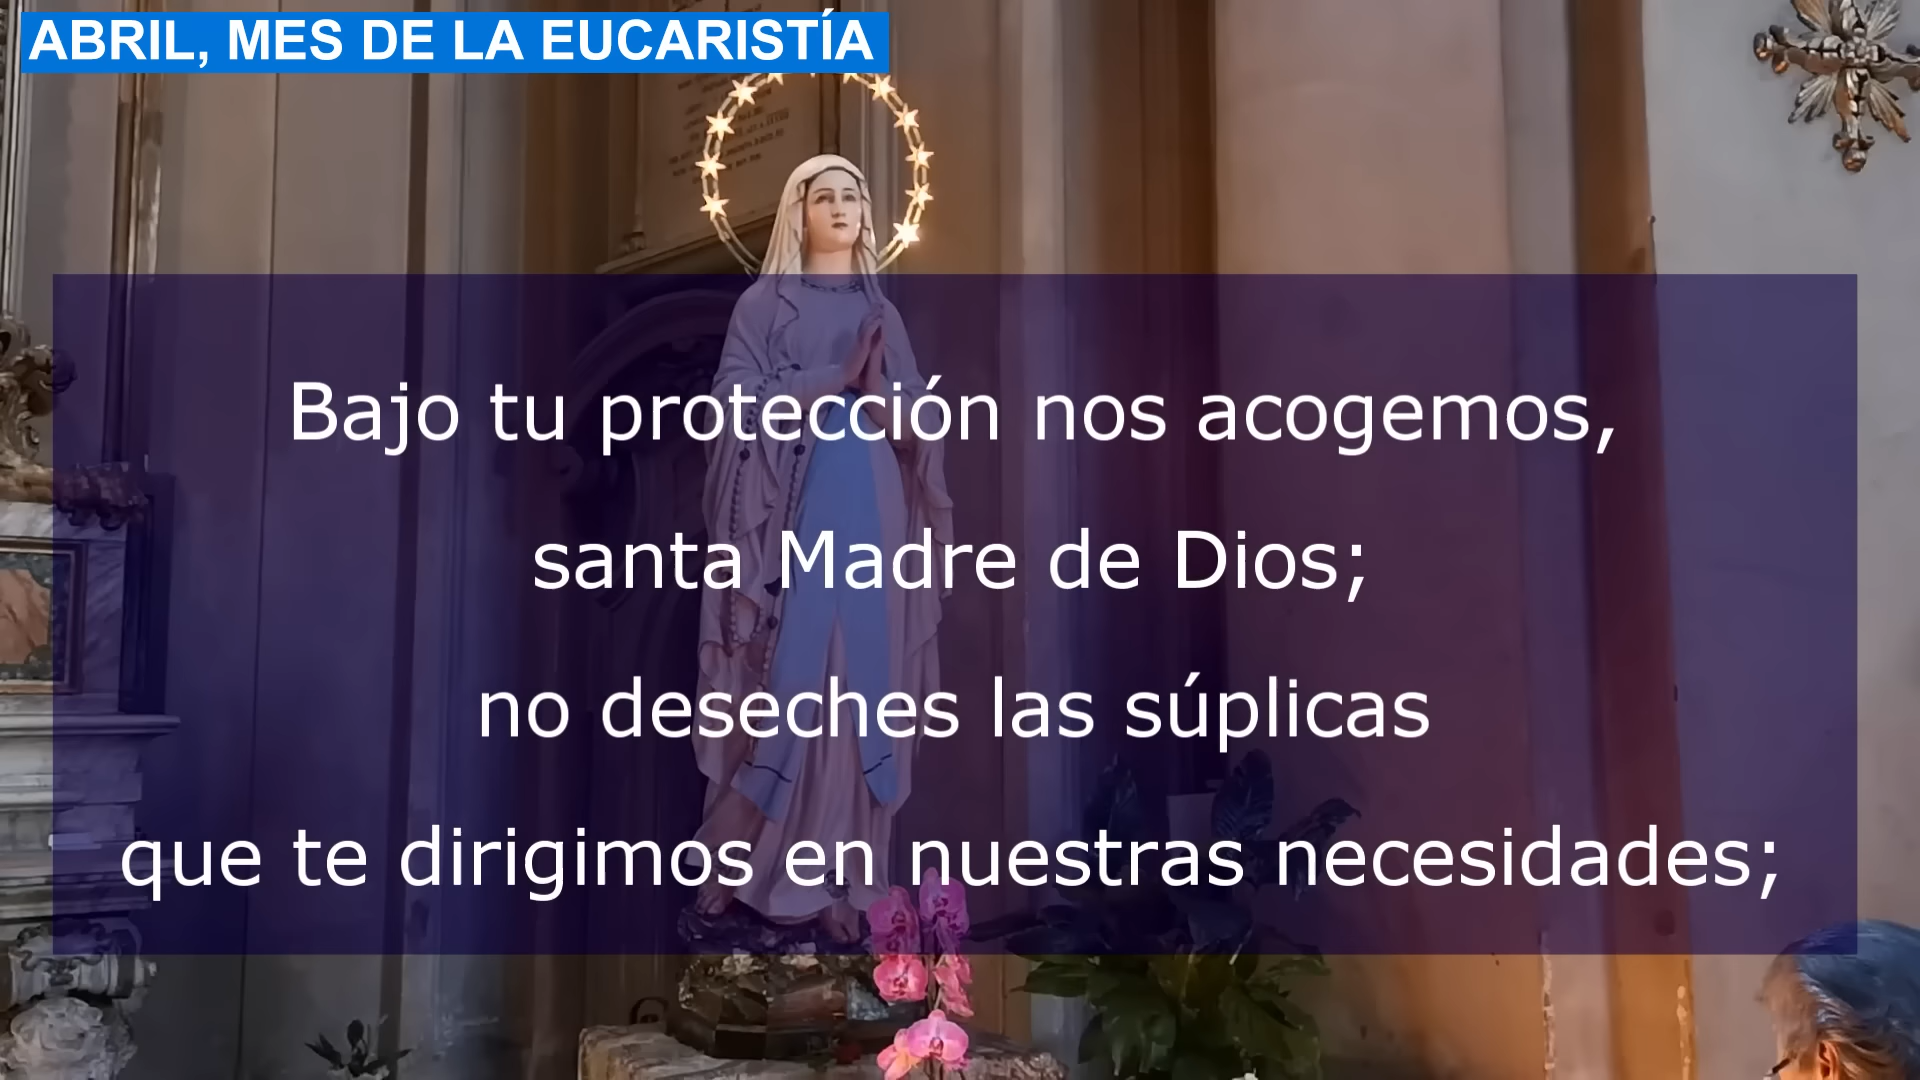 ABRIL, MES DE LA EUCARISTÍA
Bajo tu protección nos acogemos,
santa Madre de Dios;
no deseches las súplicas
que te dirigimos en nuestras necesidades;